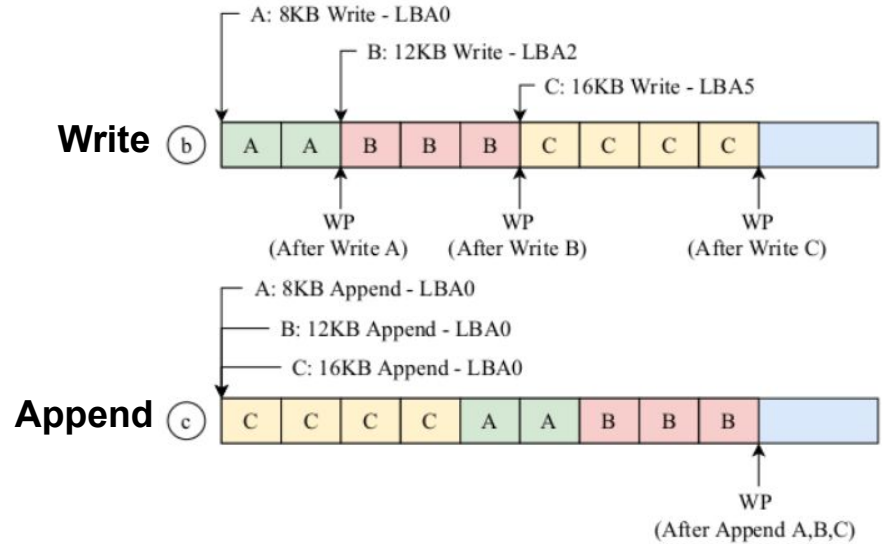 A: 8KB Write - LBA0
B: 12KB Write - LBA2
C: 16KB Write - LBA5
Write b A A B B B C C C C
WP WP WP
(After Write A) (After Write B) (After Write C)
A: 8KB Append - LBA0
B: 12KB Append - LBA0
C: 16KB Append - LBA0
Append c C C C C A A B B B
WP
(After Append A,B,C)